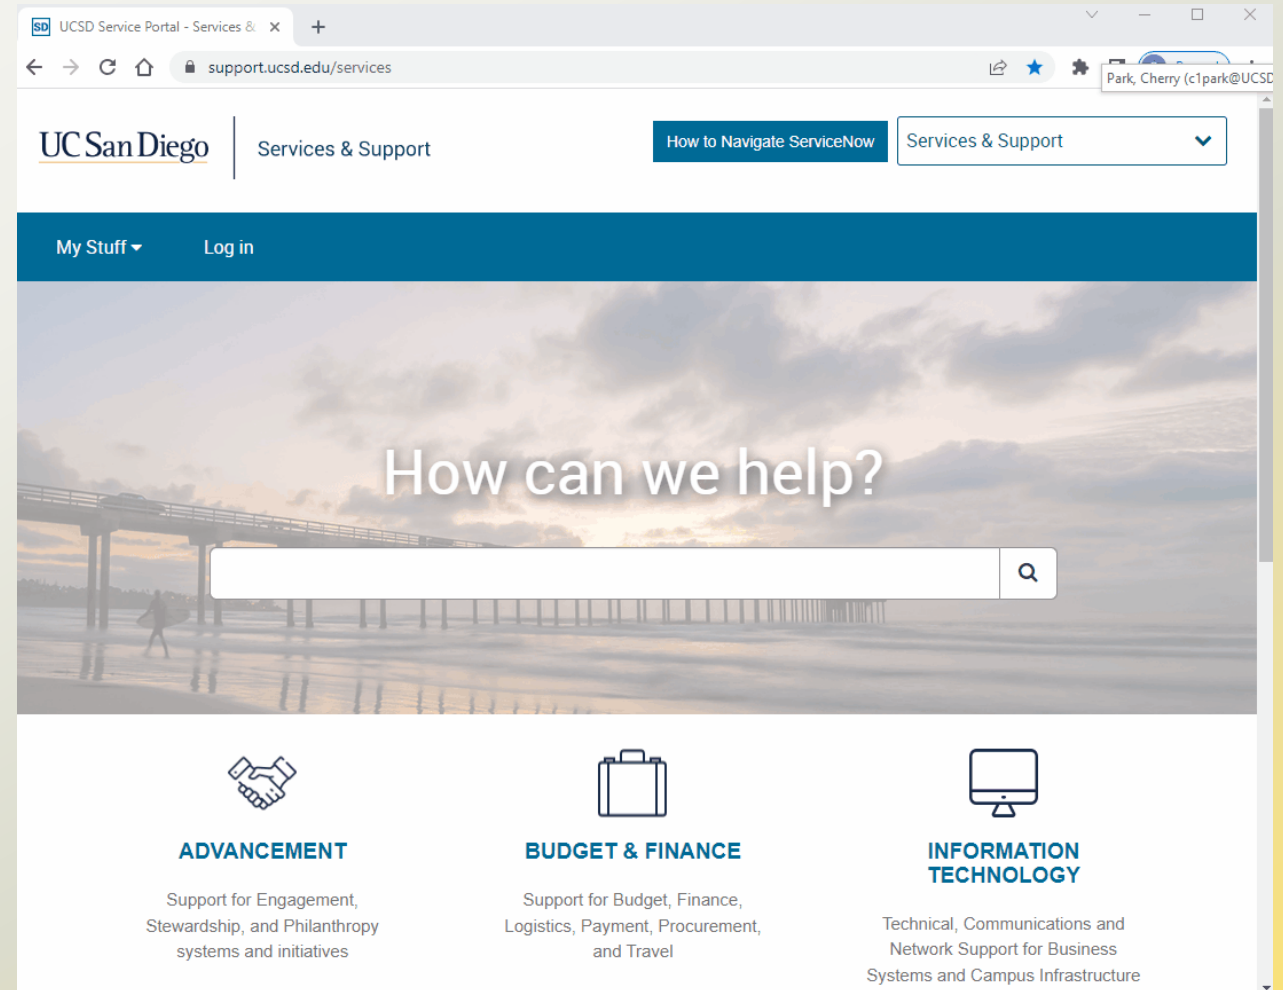 SD UCSD Service Portal - Services &
support.ucsd.edu/services
Park, Cherry (c1park@UCSD
UC San Diego
Services & Support
How to Navigate ServiceNow
Services & Support
My Stuff
Log in
How can we help?
ADVANCEMENT
Support for Engagement,
Stewardship, and Philanthropy
systems and initiatives
BUDGET & FINANCE
Support for Budget, Finance,
Logistics, Payment, Procurement,
and Travel
INFORMATION
TECHNOLOGY
Technical, Communications and
Network Support for Business
Systems and Campus Infrastructure